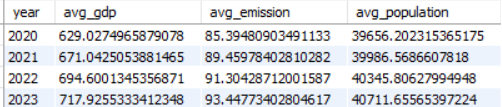 year avg_gdp avg_emission avg_population
2020 629.0274965879078 85.39480903491133 39656.202315365175
2021 671.0425053881465 89.45978402810282 39986.5686607818
2022 694.6001345356871 91.30428712001587 40345.80627994948
2023 717.9255333412348 93.44773402804617 40711.65565397224